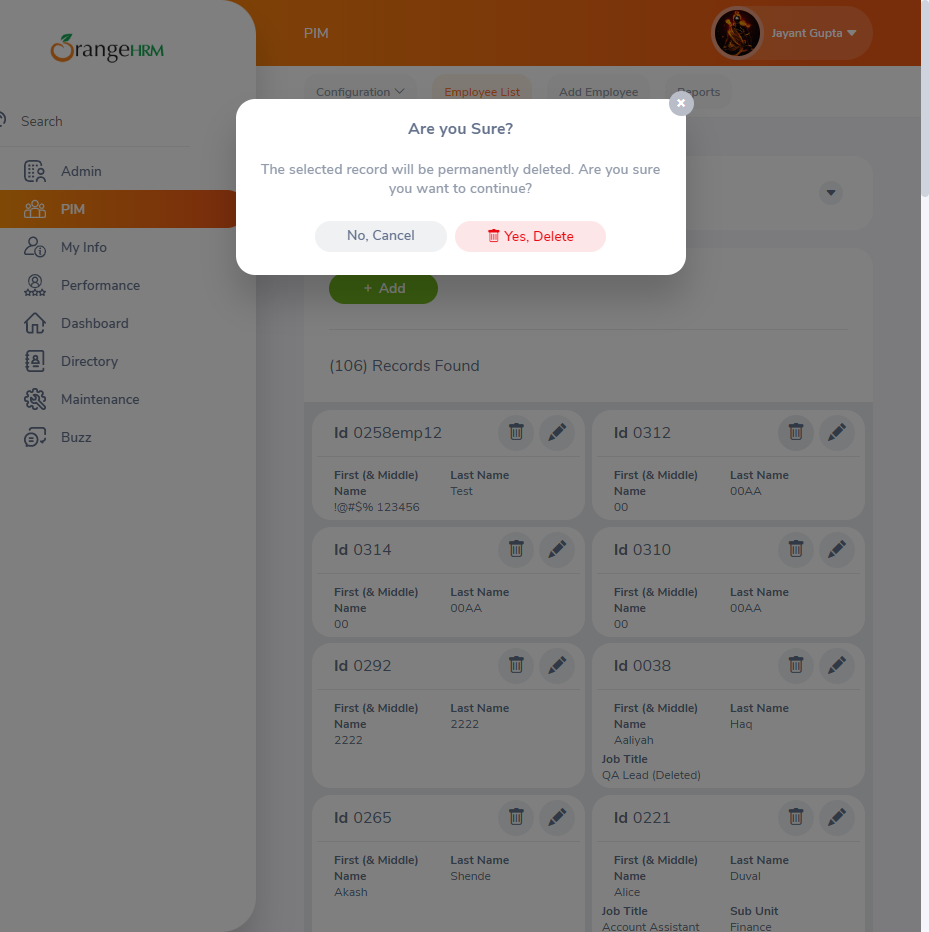 OrangeHRM
PIM
Jayant Gupta
Search
Admin
PIM
My Info
Performance
Dashboard
Directory
Maintenance
Buzz
Configuration
Employee List
Add Employee
Reports
Are you Sure?
The selected record will be permanently deleted. Are you sure
you want to continue?
No, Cancel
Yes, Delete
+ Add
(106) Records Found
Id 0258emp12
First (& Middle)
Name
!@#$% 123456
Last Name
Test
Id 0312
First (& Middle)
Name
00
Last Name
00AA
Id 0314
First (& Middle)
Name
00
Last Name
00AA
Id 0310
First (& Middle)
Name
00
Last Name
00AA
Id 0292
First (& Middle)
Name
2222
Last Name
2222
Id 0038
First (& Middle)
Name
Aaliyah
Last Name
Haq
Job Title
QA Lead (Deleted)
Id 0265
First (& Middle)
Name
Akash
Last Name
Shende
Id 0221
First (& Middle)
Name
Alice
Last Name
Duval
Job Title
Account Assistant
Sub Unit
Finance